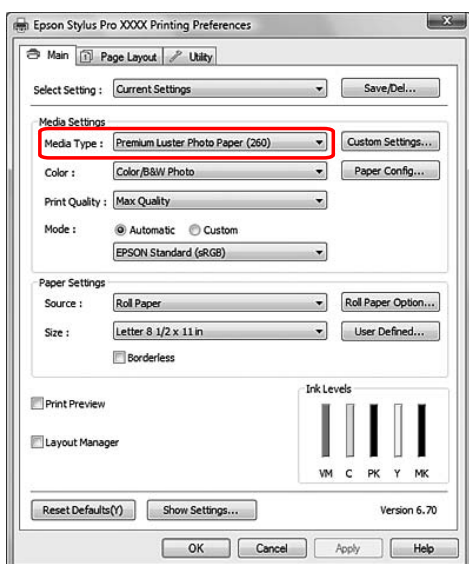 Epson Stylus Pro XXXX Printing Preferences
Main Page Layout Utility
Select Setting : Current Settings Save/Del...
Media Settings
Media Type : Premium Luster Photo Paper (260) Custom Settings...
Color : Color/B&W Photo Paper Config...
Print Quality : Max Quality
Mode : Automatic Custom
EPSON Standard (sRGB)
Paper Settings
Source : Roll Paper Roll Paper Option...
Size : Letter 8 1/2 x 11 in User Defined...
Borderless
Print Preview
Ink Levels
Layout Manager
VM C PK Y MK
Reset Defaults(Y) Show Settings... Version 6.70
OK Cancel Apply Help